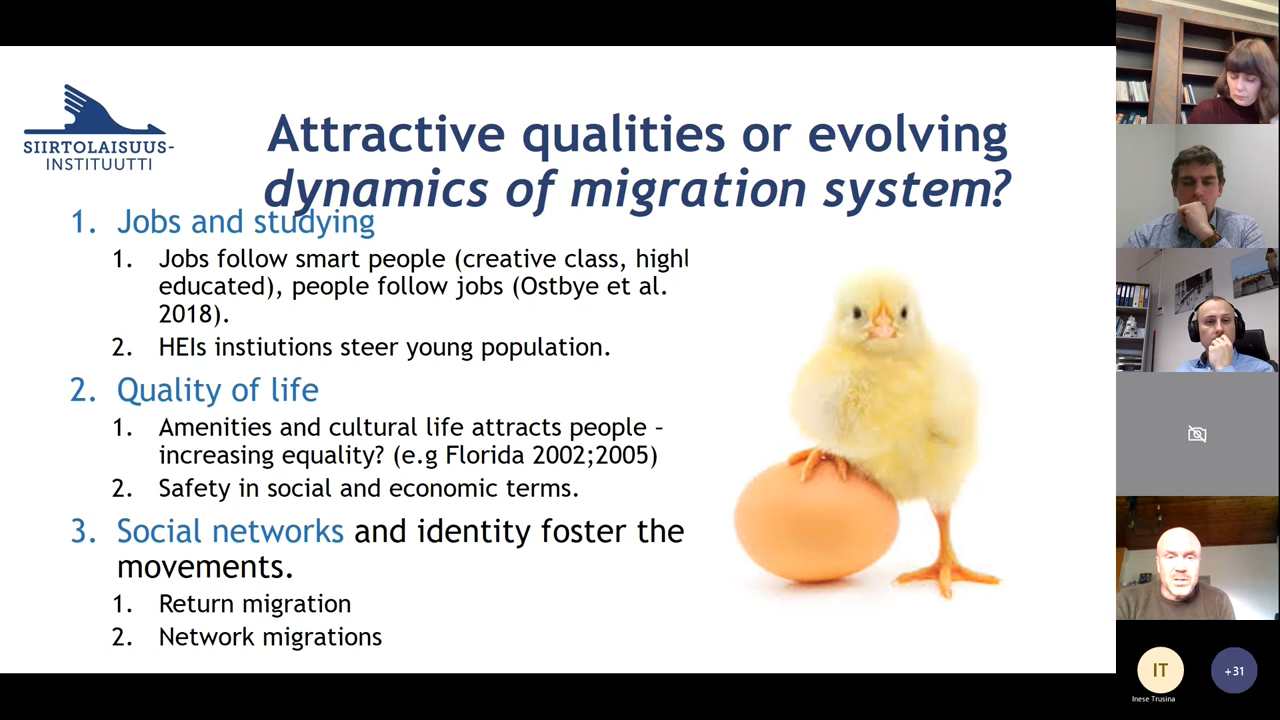 SIIRTOLAISUUS-
INSTITUUTTI
Attractive qualities or evolving
dynamics of migration system?
1. Jobs and studying
1. Jobs follow smart people (creative class, highl
educated), people follow jobs (Ostbye et al.
2018).
2. HEIs instiutions steer young population.
2. Quality of life
1. Amenities and cultural life attracts people –
increasing equality? (e.g Florida 2002;2005)
2. Safety in social and economic terms.
3. Social networks and identity foster the
movements.
1. Return migration
2. Network migrations
IT
Inese Trusina
+31